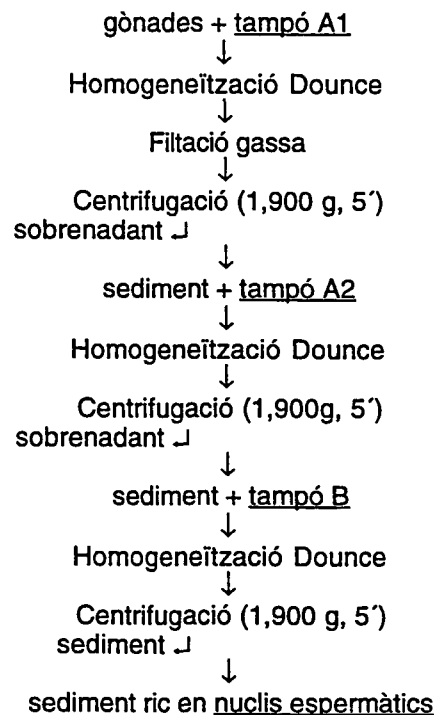 gònades + tampó A1
↓
Homogeneïtzació Dounce
↓
Filtació gassa
↓
Centrifugació (1,900 g, 5´)
sobrenadant ↲
↓
sediment + tampó A2
↓
Homogeneïtzació Dounce
↓
Centrifugació (1,900g, 5´)
sobrenadant ↲
↓
sediment + tampó B
↓
Homogeneïtzació Dounce
↓
Centrifugació (1,900 g, 5´)
sediment ↲
↓
sediment ric en nuclis espermàtics